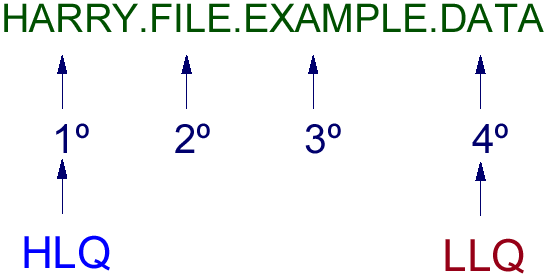 HARRY.FILE.EXAMPLE.DATA
1º 2º 3º 4º
HLQ LLQ